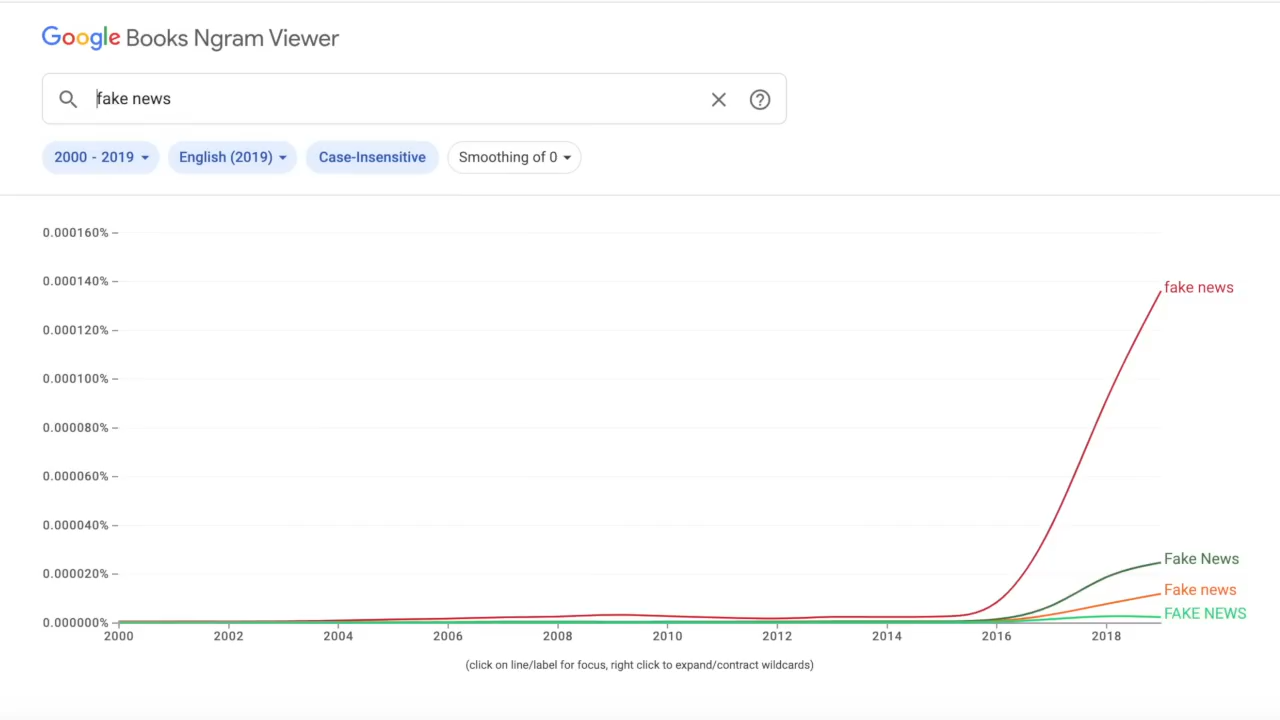 Google Books Ngram Viewer
fake news
2000 - 2019
English (2019)
Case-Insensitive
Smoothing of 0
0.000160%
0.000140%
fake news
0.000120%
0.000100%
0.000080%
0.000060%
0.000040%
Fake News
0.000020%
Fake news
FAKE NEWS
0.000000%
2000 2002 2004 2006 2008 2010 2012 2014 2016 2018
(click on line/label for focus, right click to expand/contract wildcards)